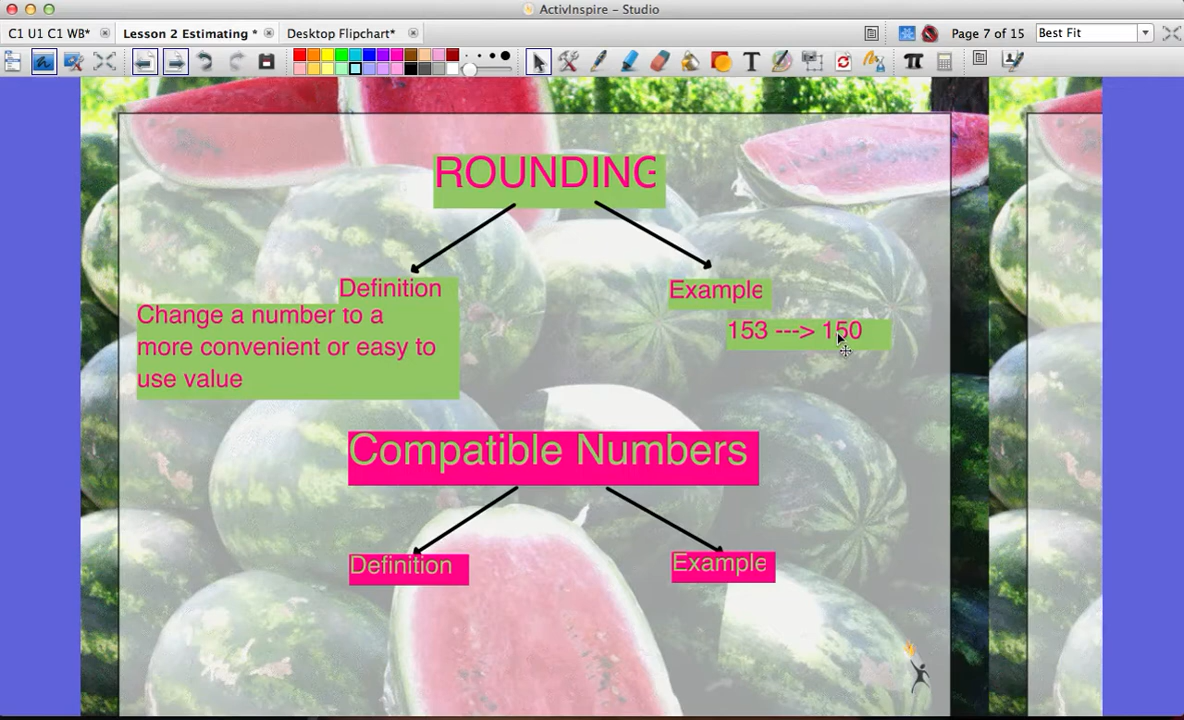 ActivInspire – Studio
C1 U1 C1 WB*
Lesson 2 Estimating *
Desktop Flipchart*
Page 7 of 15
Best Fit
ROUNDING
Definition
Change a number to a
more convenient or easy to
use value
Example
153 ---> 150
Compatible Numbers
Definition
Example